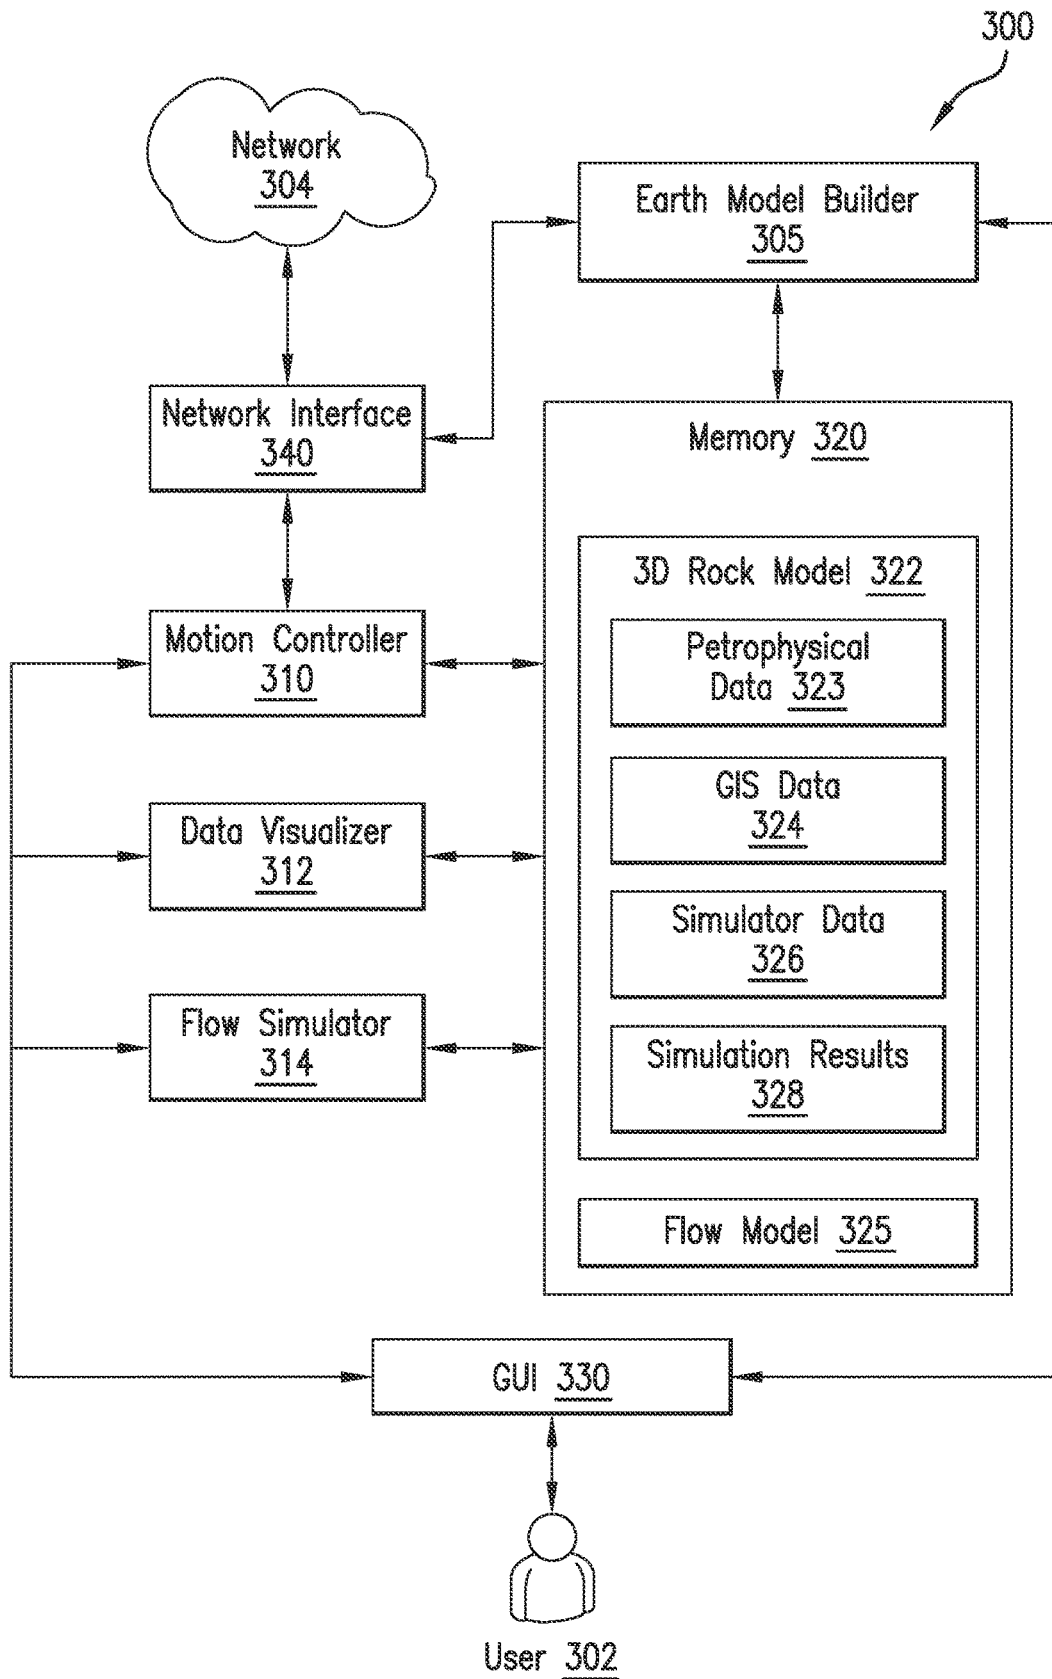 300
Network
304
Earth Model Builder
305
Network Interface
340
Memory 320
3D Rock Model 322
Motion Controller
310
Petrophysical
Data 323
GIS Data
324
Data Visualizer
312
Simulator Data
326
Flow Simulator
314
Simulation Results
328
Flow Model 325
GUI 330
User 302